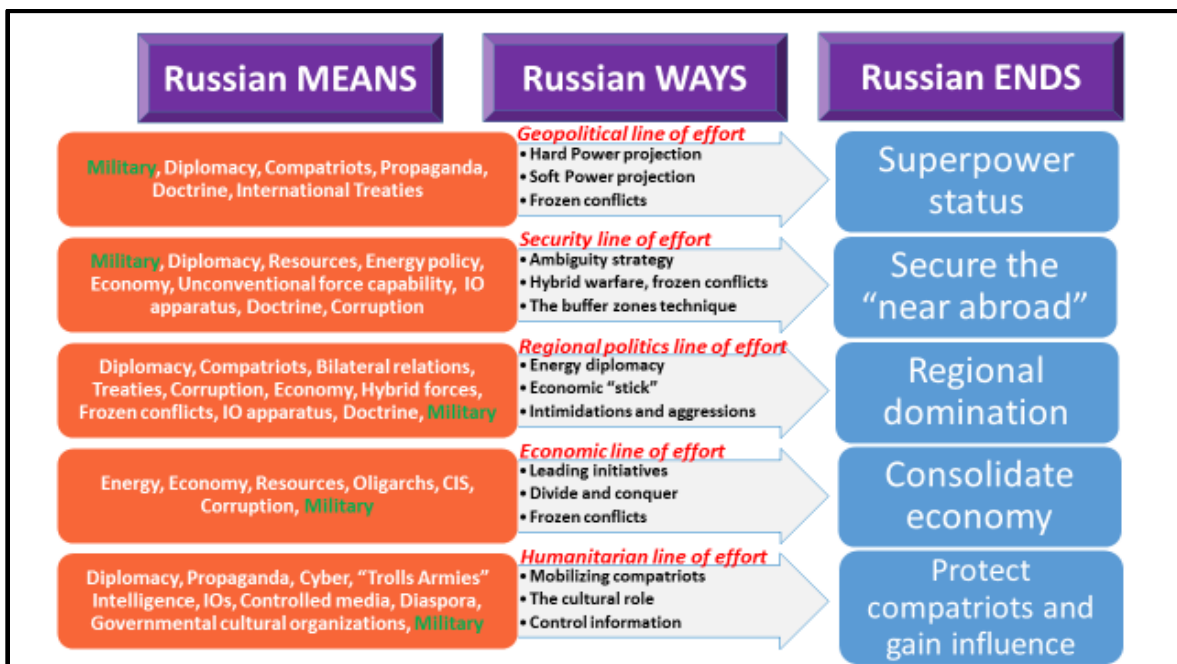 Russian MEANS
Russian WAYS
Russian ENDS
Military, Diplomacy, Compatriots, Propaganda,
Doctrine, International Treaties
Geopolitical line of effort
• Hard Power projection
• Soft Power projection
• Frozen conflicts
Superpower
status
Military, Diplomacy, Resources, Energy policy,
Economy, Unconventional force capability, IO
apparatus, Doctrine, Corruption
Security line of effort
• Ambiguity strategy
• Hybrid warfare, frozen conflicts
• The buffer zones technique
Secure the
“near abroad”
Diplomacy, Compatriots, Bilateral relations,
Treaties, Corruption, Economy, Hybrid forces,
Frozen conflicts, IO apparatus, Doctrine, Military
Regional politics line of effort
• Energy diplomacy
• Economic “stick”
• Intimidations and aggressions
Regional
domination
Energy, Economy, Resources, Oligarchs, CIS,
Corruption, Military
Economic line of effort
• Leading initiatives
• Divide and conquer
• Frozen conflicts
Consolidate
economy
Diplomacy, Propaganda, Cyber, “Trolls Armies”
Intelligence, IOs, Controlled media, Diaspora,
Governmental cultural organizations, Military
Humanitarian line of effort
• Mobilizing compatriots
• The cultural role
• Control information
Protect
compatriots and
gain influence